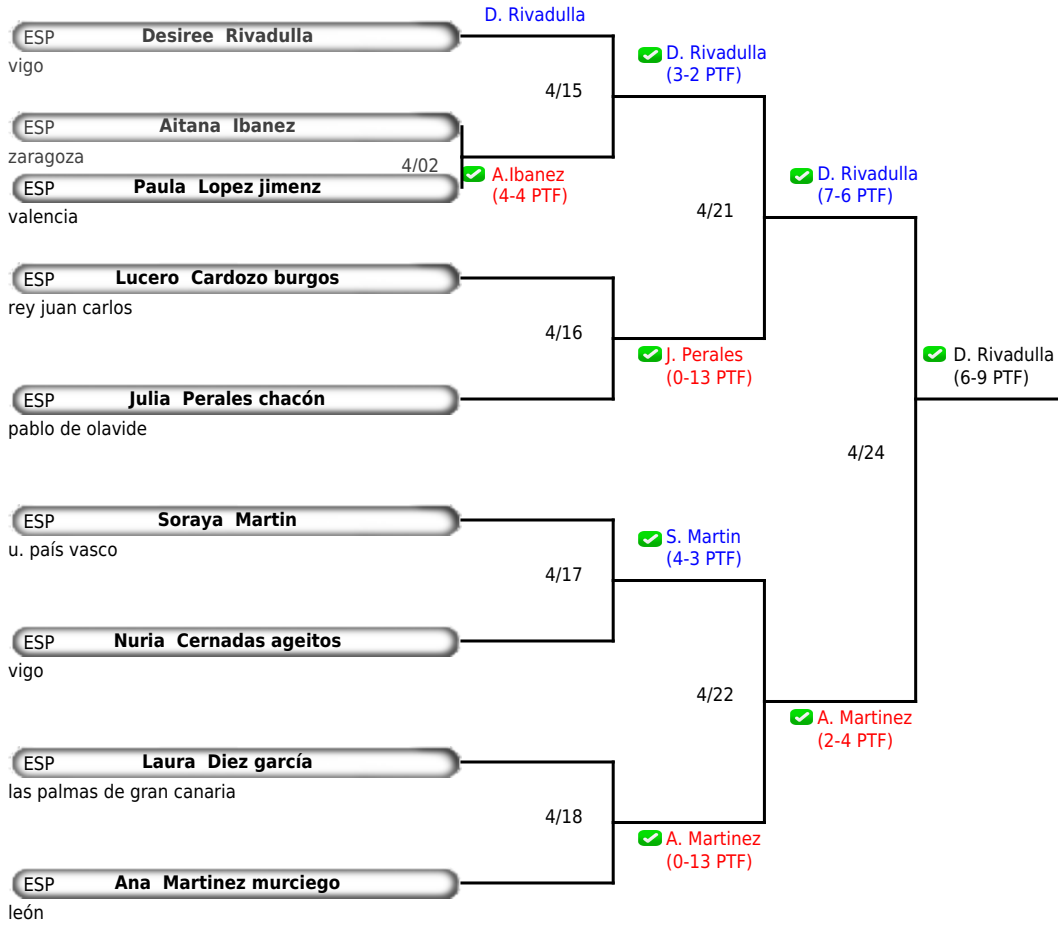 D. Rivadulla
ESP Desiree Rivadulla
vigo
D. Rivadulla
(3-2 PTF)
4/15
ESP Aitana Ibanez
zaragoza
4/02
A.Ibanez
(4-4 PTF)
ESP Paula Lopez jimenz
valencia
D. Rivadulla
(7-6 PTF)
4/21
ESP Lucero Cardozo burgos
rey juan carlos
4/16
J. Perales
(0-13 PTF)
D. Rivadulla
(6-9 PTF)
ESP Julia Perales chacón
pablo de olavide
4/24
ESP Soraya Martin
u. país vasco
S. Martin
(4-3 PTF)
4/17
ESP Nuria Cernadas ageitos
vigo
4/22
A. Martinez
(2-4 PTF)
ESP Laura Diez garcía
las palmas de gran canaria
4/18
A. Martinez
(0-13 PTF)
ESP Ana Martinez murciego
león